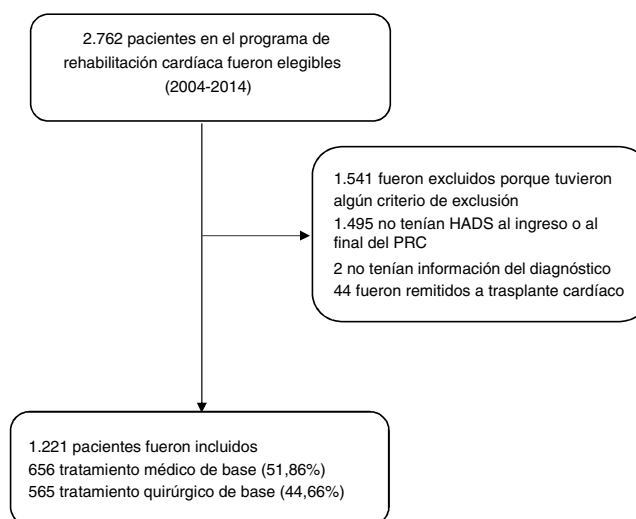 2.762 pacientes en el programa de
rehabilitación cardíaca fueron elegibles
(2004-2014)
1.541 fueron excluidos porque tuvieron
algún criterio de exclusión
1.495 no tenían HADS al ingreso o al
final del PRC
2 no tenían información del diagnóstico
44 fueron remitidos a trasplante cardíaco
1.221 pacientes fueron incluidos
656 tratamiento médico de base (51,86%)
565 tratamiento quirúrgico de base (44,66%)